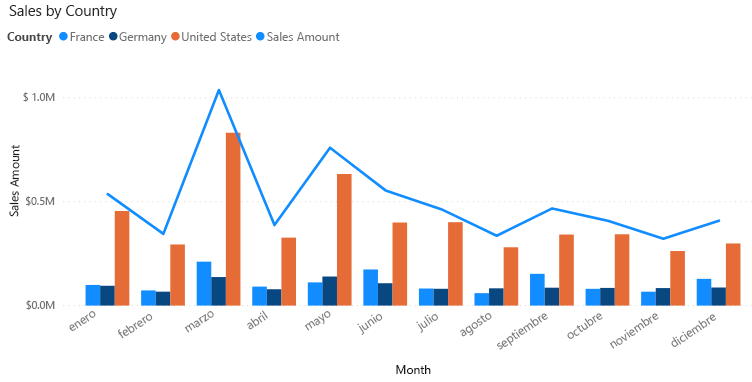 Sales by Country
Country France Germany United States Sales Amount
$ 1.0M
$0.5M
$0.0M
Sales Amount
enero febrero marzo abril mayo junio julio agosto septiembre octubre noviembre diciembre
Month